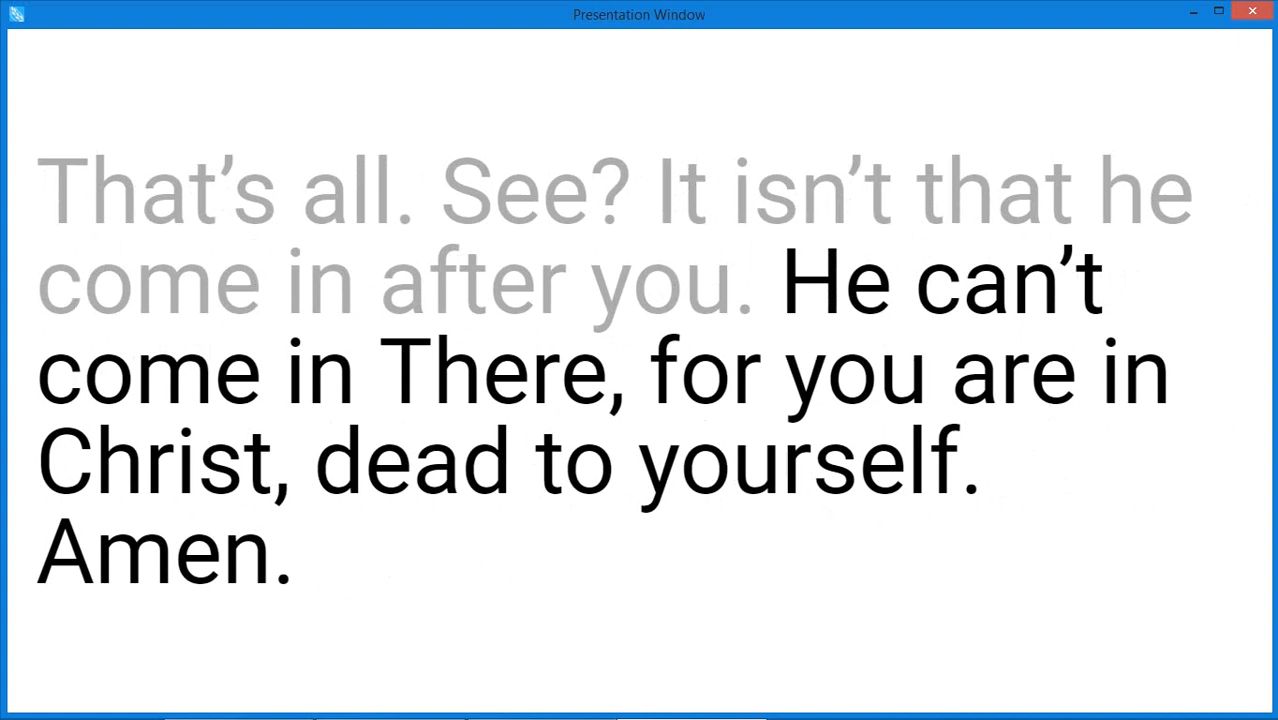 Presentation Window
That’s all. See? It isn’t that he
come in after you. He can’t
come in There, for you are in
Christ, dead to yourself.
Amen.